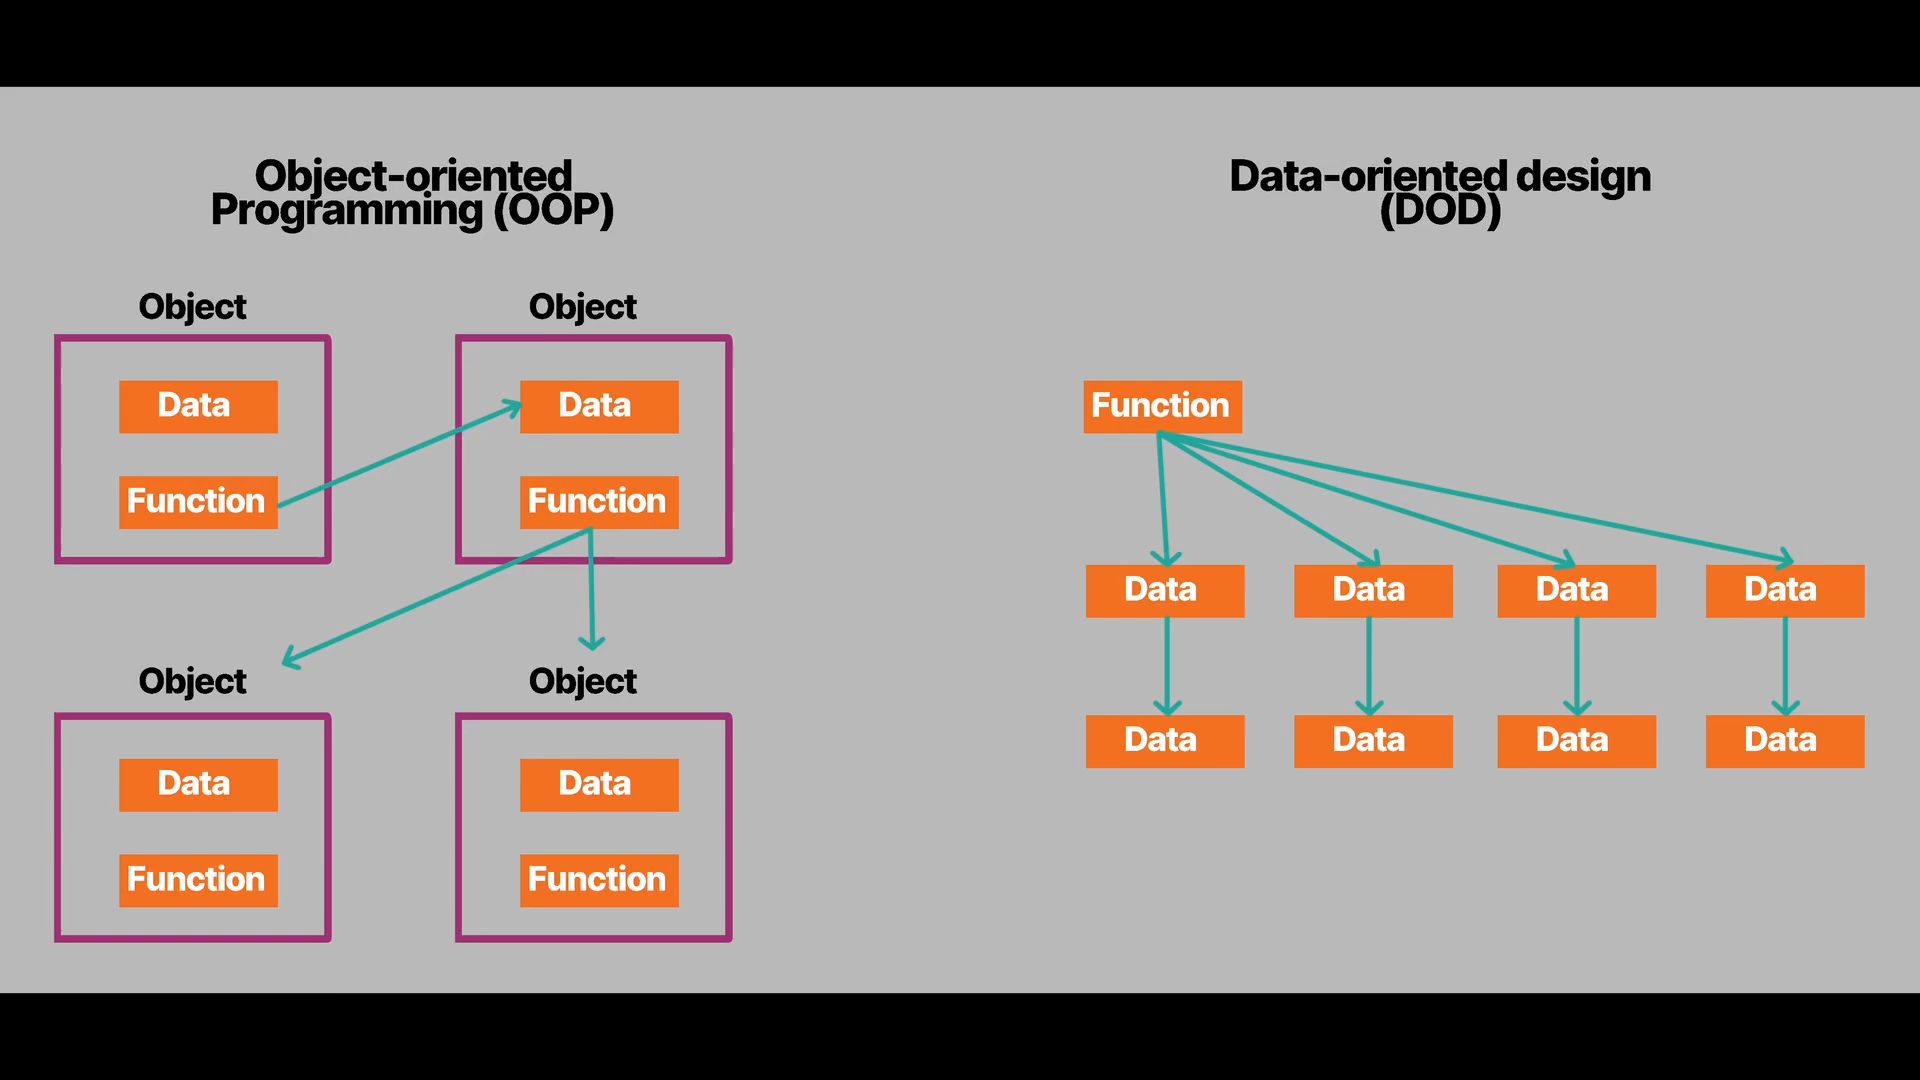 Object-oriented
Programming (OOP)
Object
Object
Data
Data
Function
Function
Object
Object
Data
Data
Function
Function
Data-oriented design
(DOD)
Function
Data
Data
Data
Data
Data
Data
Data
Data